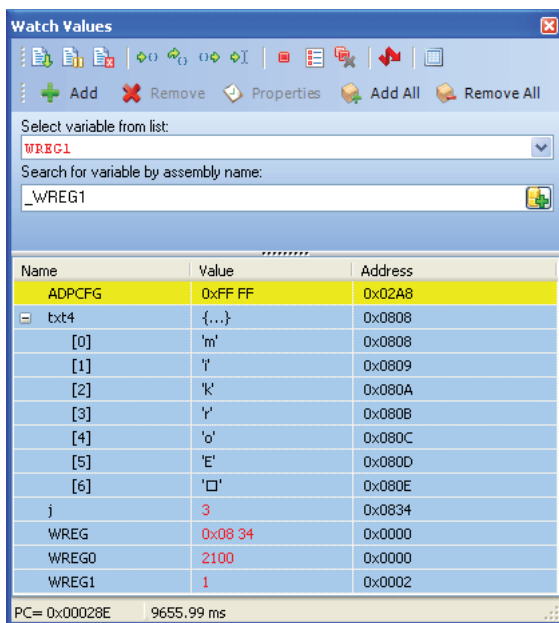 Watch Values
Add Remove Properties Add All Remove All
Select variable from list:
WREG1
Search for variable by assembly name:
_WREG1
Name Value Address
ADPCFG 0xFF FF 0x02A8
txt4 {...} 0x0808
[0] 'm' 0x0808
[1] 'i' 0x0809
[2] 'k' 0x080A
[3] 'r' 0x080B
[4] 'o' 0x080C
[5] 'E' 0x080D
[6] '□' 0x080E
j 3 0x0834
WREG 0x08 34 0x0000
WREG0 2100 0x0000
WREG1 1 0x0002
PC= 0x00028E 9655.99 ms